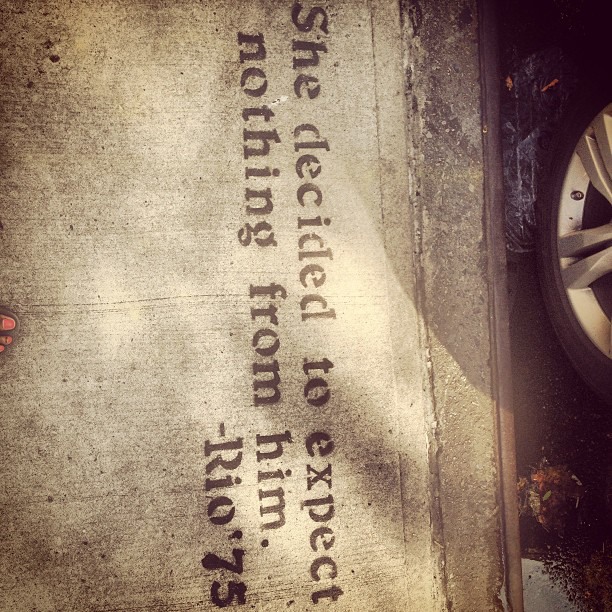 She decided to expect
nothing from him.
-Rio'75